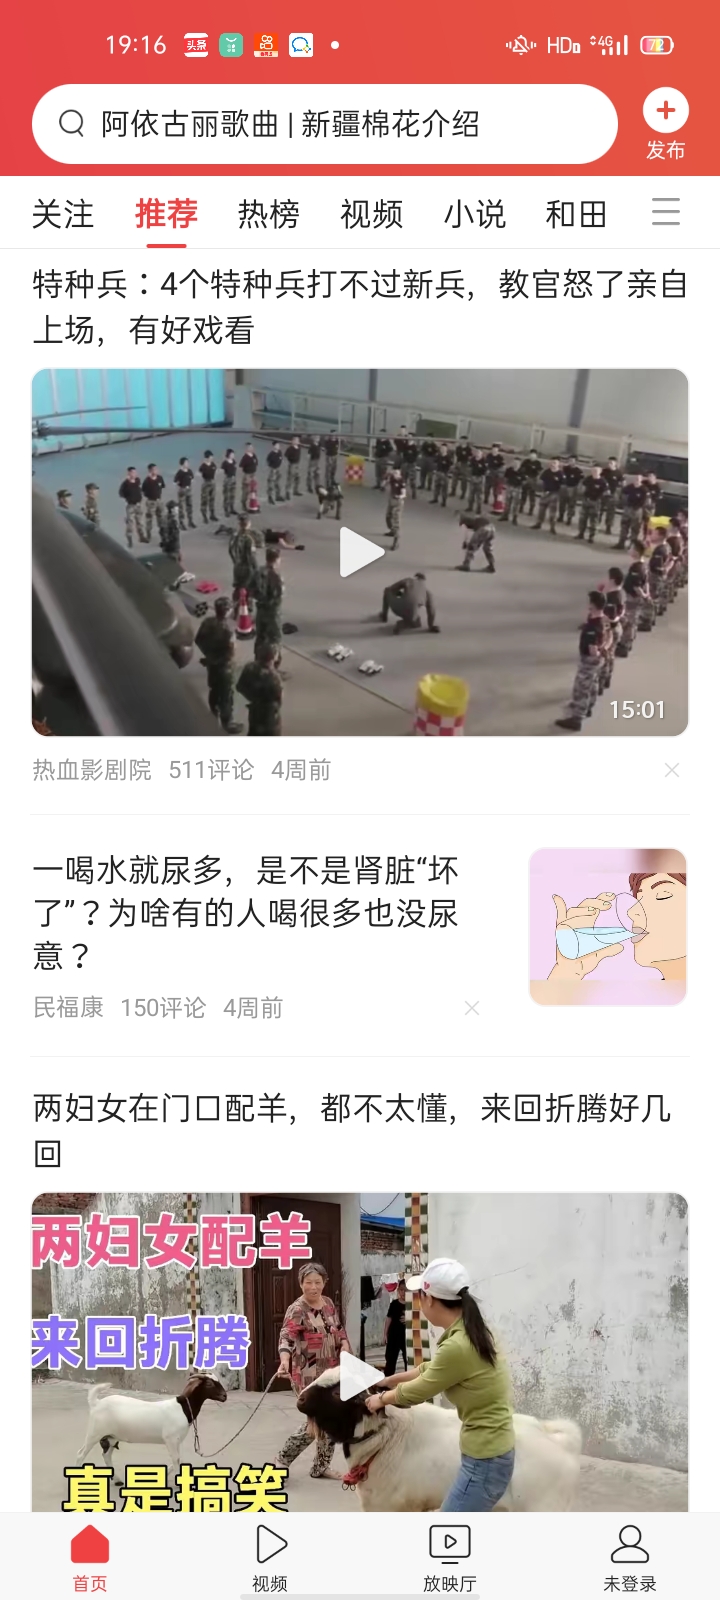 19:16
头条
HD
4G
72
阿依古丽歌曲 | 新疆棉花介绍
发布
关注 推荐 热榜 视频 小说 和田
特种兵：4个特种兵打不过新兵，教官怒了亲自
上场，有好戏看
15:01
热血影剧院 511评论 4周前
一喝水就尿多，是不是肾脏“坏
了”？为啥有的人喝很多也没尿
意？
民福康 150评论 4周前
两妇女在门口配羊，都不太懂，来回折腾好几
回
两妇女配羊
来回折腾
真是搞笑
首页 视频 放映厅 未登录